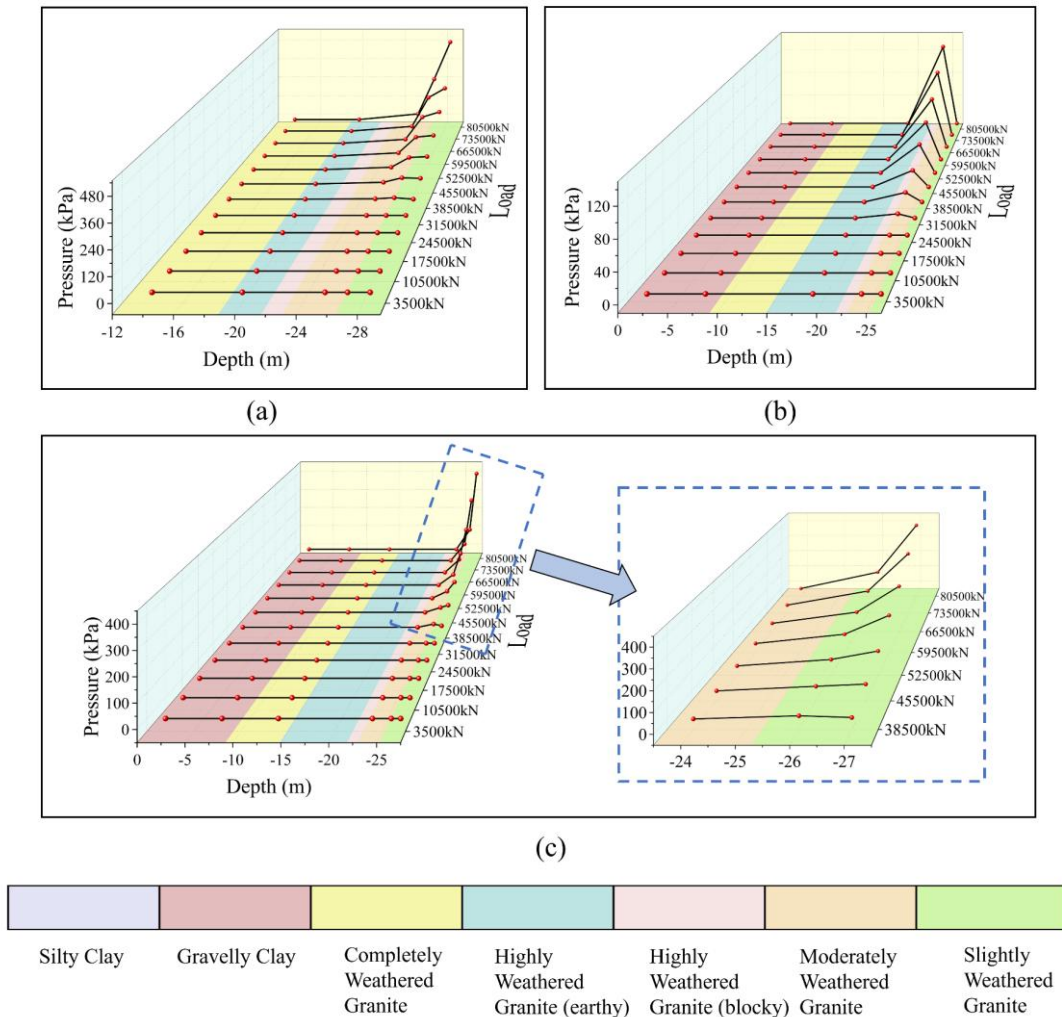 480
360
240
120
0
Pressure (kPa)
-12
-16
-20
-24
-28
Depth (m)
80500kN
73500kN
66500kN
59500kN
52500kN
45500kN
38500kN
31500kN
24500kN
17500kN
10500kN
3500kN
Load
(a)
120
80
40
0
Pressure (kPa)
0
-5
-10
-15
-20
-25
Depth (m)
80500kN
73500kN
66500kN
59500kN
52500kN
45500kN
38500kN
31500kN
24500kN
17500kN
10500kN
3500kN
Load
(b)
400
300
200
100
0
Pressure (kPa)
0
-5
-10
-15
-20
-25
Depth (m)
80500kN
73500kN
66500kN
59500kN
52500kN
45500kN
38500kN
31500kN
24500kN
17500kN
10500kN
3500kN
Load
400
300
200
100
0
Pressure (kPa)
-24
-25
-26
-27
80500kN
73500kN
66500kN
59500kN
52500kN
45500kN
38500kN
(c)
Silty Clay
Gravelly Clay
Completely
Weathered
Granite
Highly
Weathered
Granite (earthy)
Highly
Weathered
Granite (blocky)
Moderately
Weathered
Granite
Slightly
Weathered
Granite